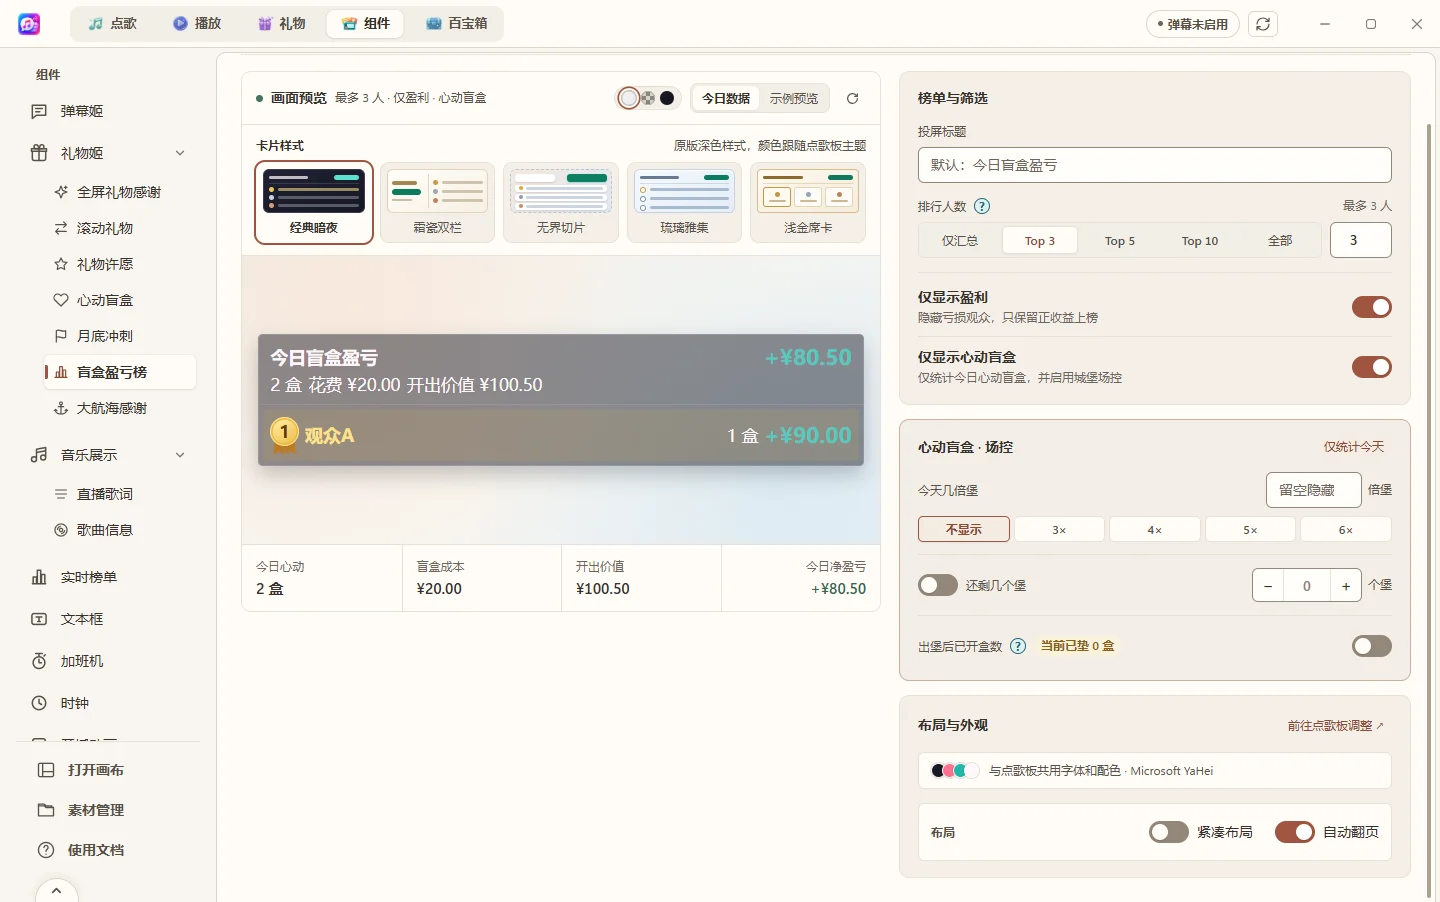 点歌
播放
礼物
组件
百宝箱
弹幕未启用
组件
弹幕姬
礼物姬
全屏礼物感谢
滚动礼物
礼物许愿
心动盲盒
月底冲刺
盲盒盈亏榜
大航海感谢
音乐展示
直播歌词
歌曲信息
实时榜单
文本框
加班机
时钟
打开画布
素材管理
使用文档
画面预览 最多 3 人 · 仅盈利 · 心动盲盒
今日数据 示例预览
卡片样式
原版深色样式，颜色跟随点歌板主题
经典暗夜
霜瓷双栏
无界切片
琉璃雅集
浅金席卡
今日盲盒盈亏 +¥80.50
2 盒 花费 ¥20.00 开出价值 ¥100.50
1 观众A 1 盒 +¥90.00
今日心动
2 盒
盲盒成本
¥20.00
开出价值
¥100.50
今日净盈亏
+¥80.50
榜单与筛选
投屏标题
默认：今日盲盒盈亏
排行人数 ? 最多 3 人
仅汇总 Top 3 Top 5 Top 10 全部 3
仅显示盈利
隐藏亏损观众，只保留正收益上榜
仅显示心动盲盒
仅统计今日心动盲盒，并启用城堡场控
心动盲盒 · 场控 仅统计今天
今天几倍堡 留空隐藏 倍堡
不显示 3× 4× 5× 6×
还剩几个堡 − 0 + 个堡
出堡后已开盒数 ? 当前已垫 0 盒
布局与外观 前往点歌板调整 ↗
与点歌板共用字体和配色 · Microsoft YaHei
布局 紧凑布局 自动翻页